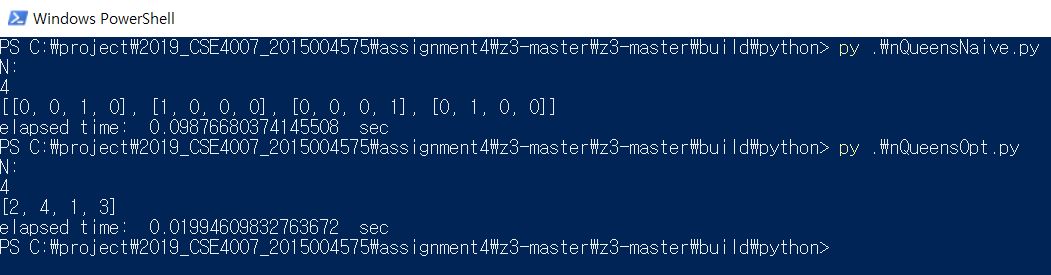 Windows PowerShell
PS C:₩project₩2019_CSE4007_2015004575₩assignment4₩z3-master₩z3-master₩build₩python> py .₩nQueensNaive.py
N:
4
[[0, 0, 1, 0], [1, 0, 0, 0], [0, 0, 0, 1], [0, 1, 0, 0]]
elapsed time:  0.09876680374145508  sec
PS C:₩project₩2019_CSE4007_2015004575₩assignment4₩z3-master₩z3-master₩build₩python> py .₩nQueensOpt.py
N:
4
[2, 4, 1, 3]
elapsed time:  0.01994609832763672  sec
PS C:₩project₩2019_CSE4007_2015004575₩assignment4₩z3-master₩z3-master₩build₩python>